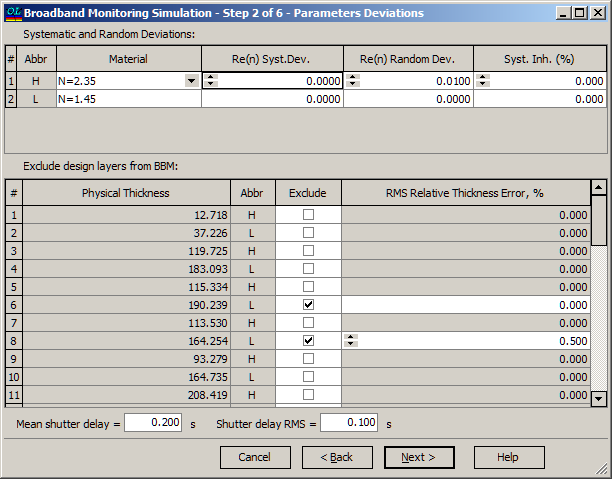 OL Broadband Monitoring Simulation - Step 2 of 6 - Parameters Deviations
Systematic and Random Deviations:
# Abbr Material Re(n) Syst.Dev. Re(n) Random Dev. Syst. Inh. (%)
1 H N=2.35 0.0000 0.0100 0.000
2 L N=1.45 0.0000 0.0000 0.000
Exclude design layers from BBM:
# Physical Thickness Abbr Exclude RMS Relative Thickness Error, %
1 12.718 H 0.000
2 37.226 L 0.000
3 119.725 H 0.000
4 183.093 L 0.000
5 115.334 H 0.000
6 190.239 L 0.000
7 113.530 H 0.000
8 164.254 L 0.500
9 93.279 H 0.000
10 164.735 L 0.000
11 208.419 H 0.000
Mean shutter delay = 0.200 s Shutter delay RMS = 0.100 s
Cancel < Back Next > Help